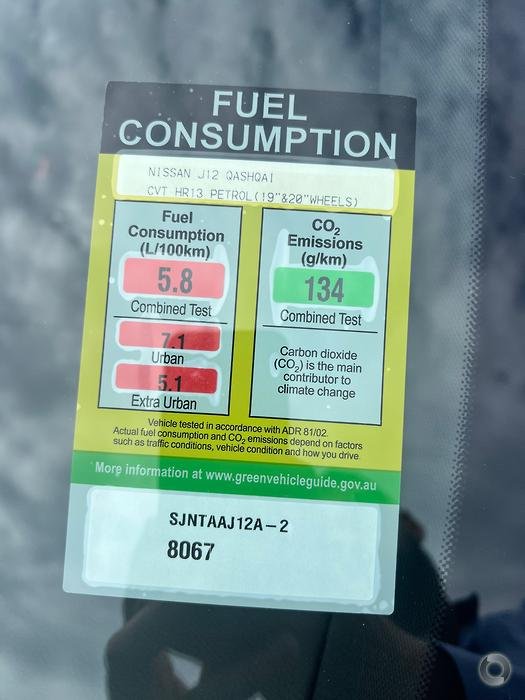 FUEL
CONSUMPTION
NISSAN J12 QASHQAI
CVT HR13 PETROL(19"&20"WHEELS)
Fuel
Consumption
(L/100km)
5.8
Combined Test
7.1
Urban
5.1
Extra Urban
CO₂
Emissions
(g/km)
134
Combined Test
Carbon dioxide
(CO₂) is the main
contributor to
climate change
Vehicle tested in accordance with ADR 81/02.
Actual fuel consumption and CO₂ emissions depend on factors
such as traffic conditions, vehicle condition and how you drive.
More information at www.greenvehicleguide.gov.au
SJNTAAJ12A-2
8067